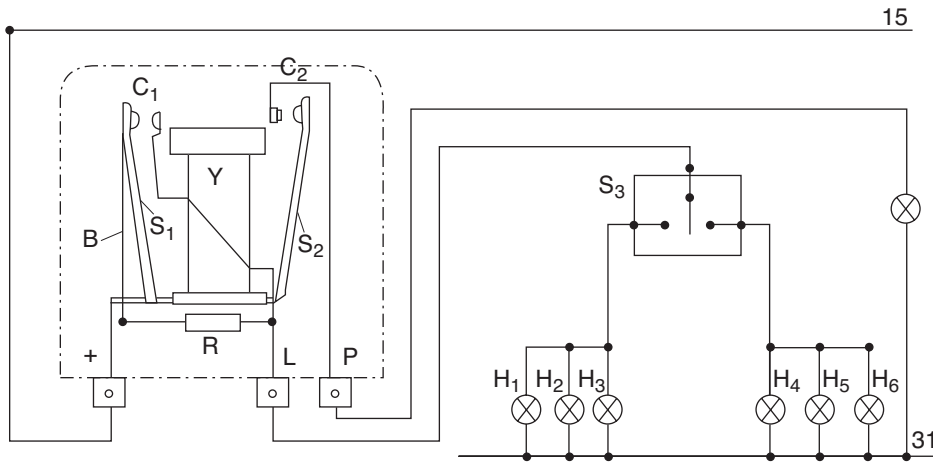 15
C₂
C₁
Y
S₃
S₁
B
S₂
R
+
L
P
H₁
H₂
H₃
H₄
H₅
H₆
31